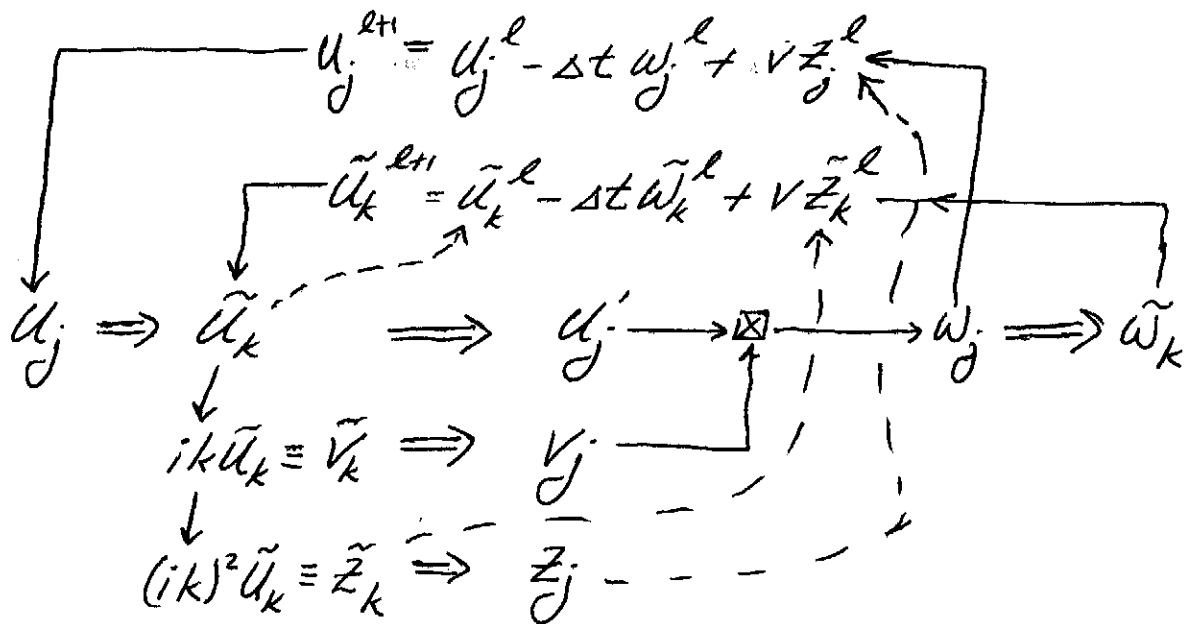 u_j^{l+1} = u_j^l - Δt w_j^l + ν z_j^l
ũ_k^{l+1} = ũ_k^l - Δt w̃_k^l + ν z̃_k^l
u_j ⇒ ũ_k ⇒ u_j' → ☒ → w_j ⇒ w̃_k
ikũ_k ≡ ṽ_k ⇒ v_j
(ik)²ũ_k ≡ z̃_k ⇒ z_j